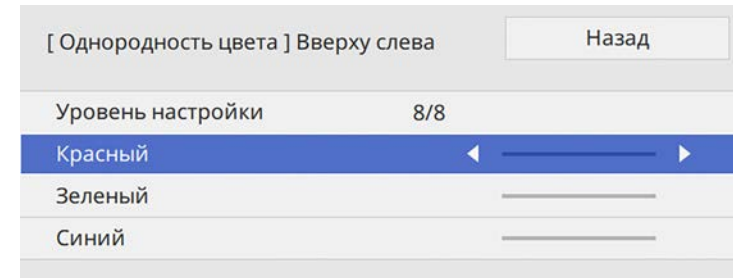 [ Однородность цвета ] Вверху слева
Назад
Уровень настройки 8/8
Красный
Зеленый
Синий